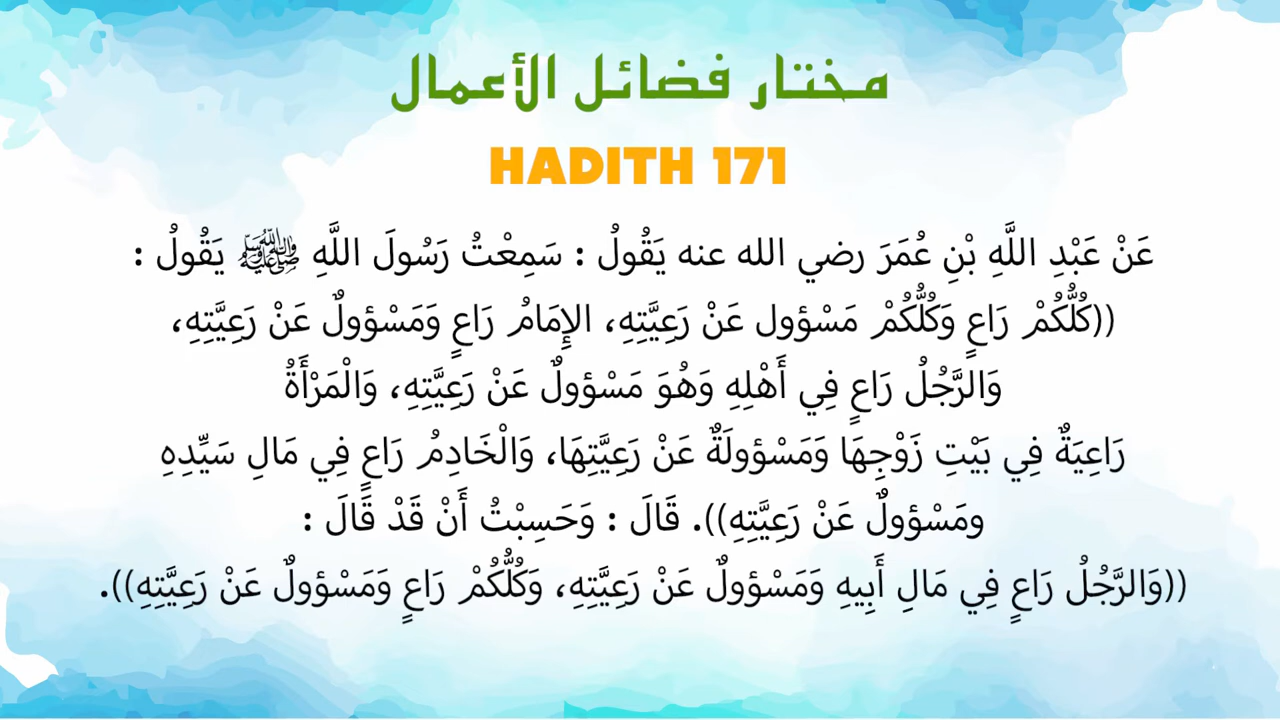 مختار فضائل الأعمال
HADITH 171
عَنْ عَبْدِ اللَّهِ بْنِ عُمَرَ رضي الله عنه يَقُولُ : سَمِعْتُ رَسُولَ اللَّهِ ﷺ يَقُولُ :
((كُلُّكُمْ رَاعٍ وَكُلُّكُمْ مَسْؤول عَنْ رَعِيَّتِهِ، الإِمَامُ رَاعٍ وَمَسْؤولٌ عَنْ رَعِيَّتِهِ،
وَالرَّجُلُ رَاعٍ فِي أَهْلِهِ وَهُوَ مَسْؤولٌ عَنْ رَعِيَّتِهِ، وَالْمَرْأَةُ
رَاعِيَةٌ فِي بَيْتِ زَوْجِهَا وَمَسْؤولَةٌ عَنْ رَعِيَّتِهَا، وَالْخَادِمُ رَاعٍ فِي مَالِ سَيِّدِهِ
ومَسْؤولٌ عَنْ رَعِيَّتِهِ)). قَالَ : وَحَسِبْتُ أَنْ قَدْ قَالَ :
((وَالرَّجُلُ رَاعٍ فِي مَالِ أَبِيهِ وَمَسْؤولٌ عَنْ رَعِيَّتِهِ، وَكُلُّكُمْ رَاعٍ وَمَسْؤولٌ عَنْ رَعِيَّتِهِ)).